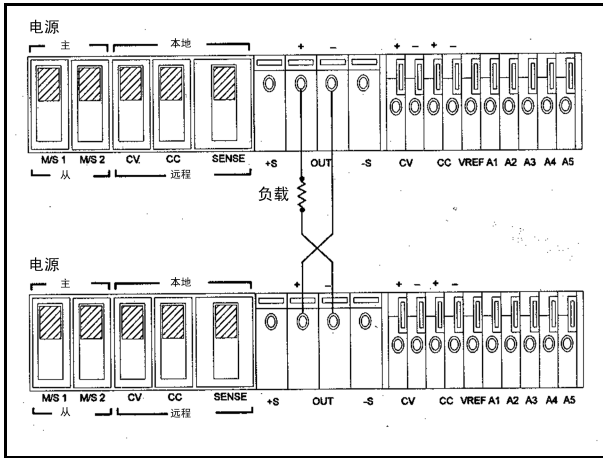 电源
主 本地
+ − + − + −
M/S 1 M/S 2 CV CC SENSE +S OUT -S CV CC VREF A1 A2 A3 A4 A5
从 远程
负载
电源
主 本地
+ − + − + −
M/S 1 M/S 2 CV CC SENSE +S OUT -S CV CC VREF A1 A2 A3 A4 A5
从 远程